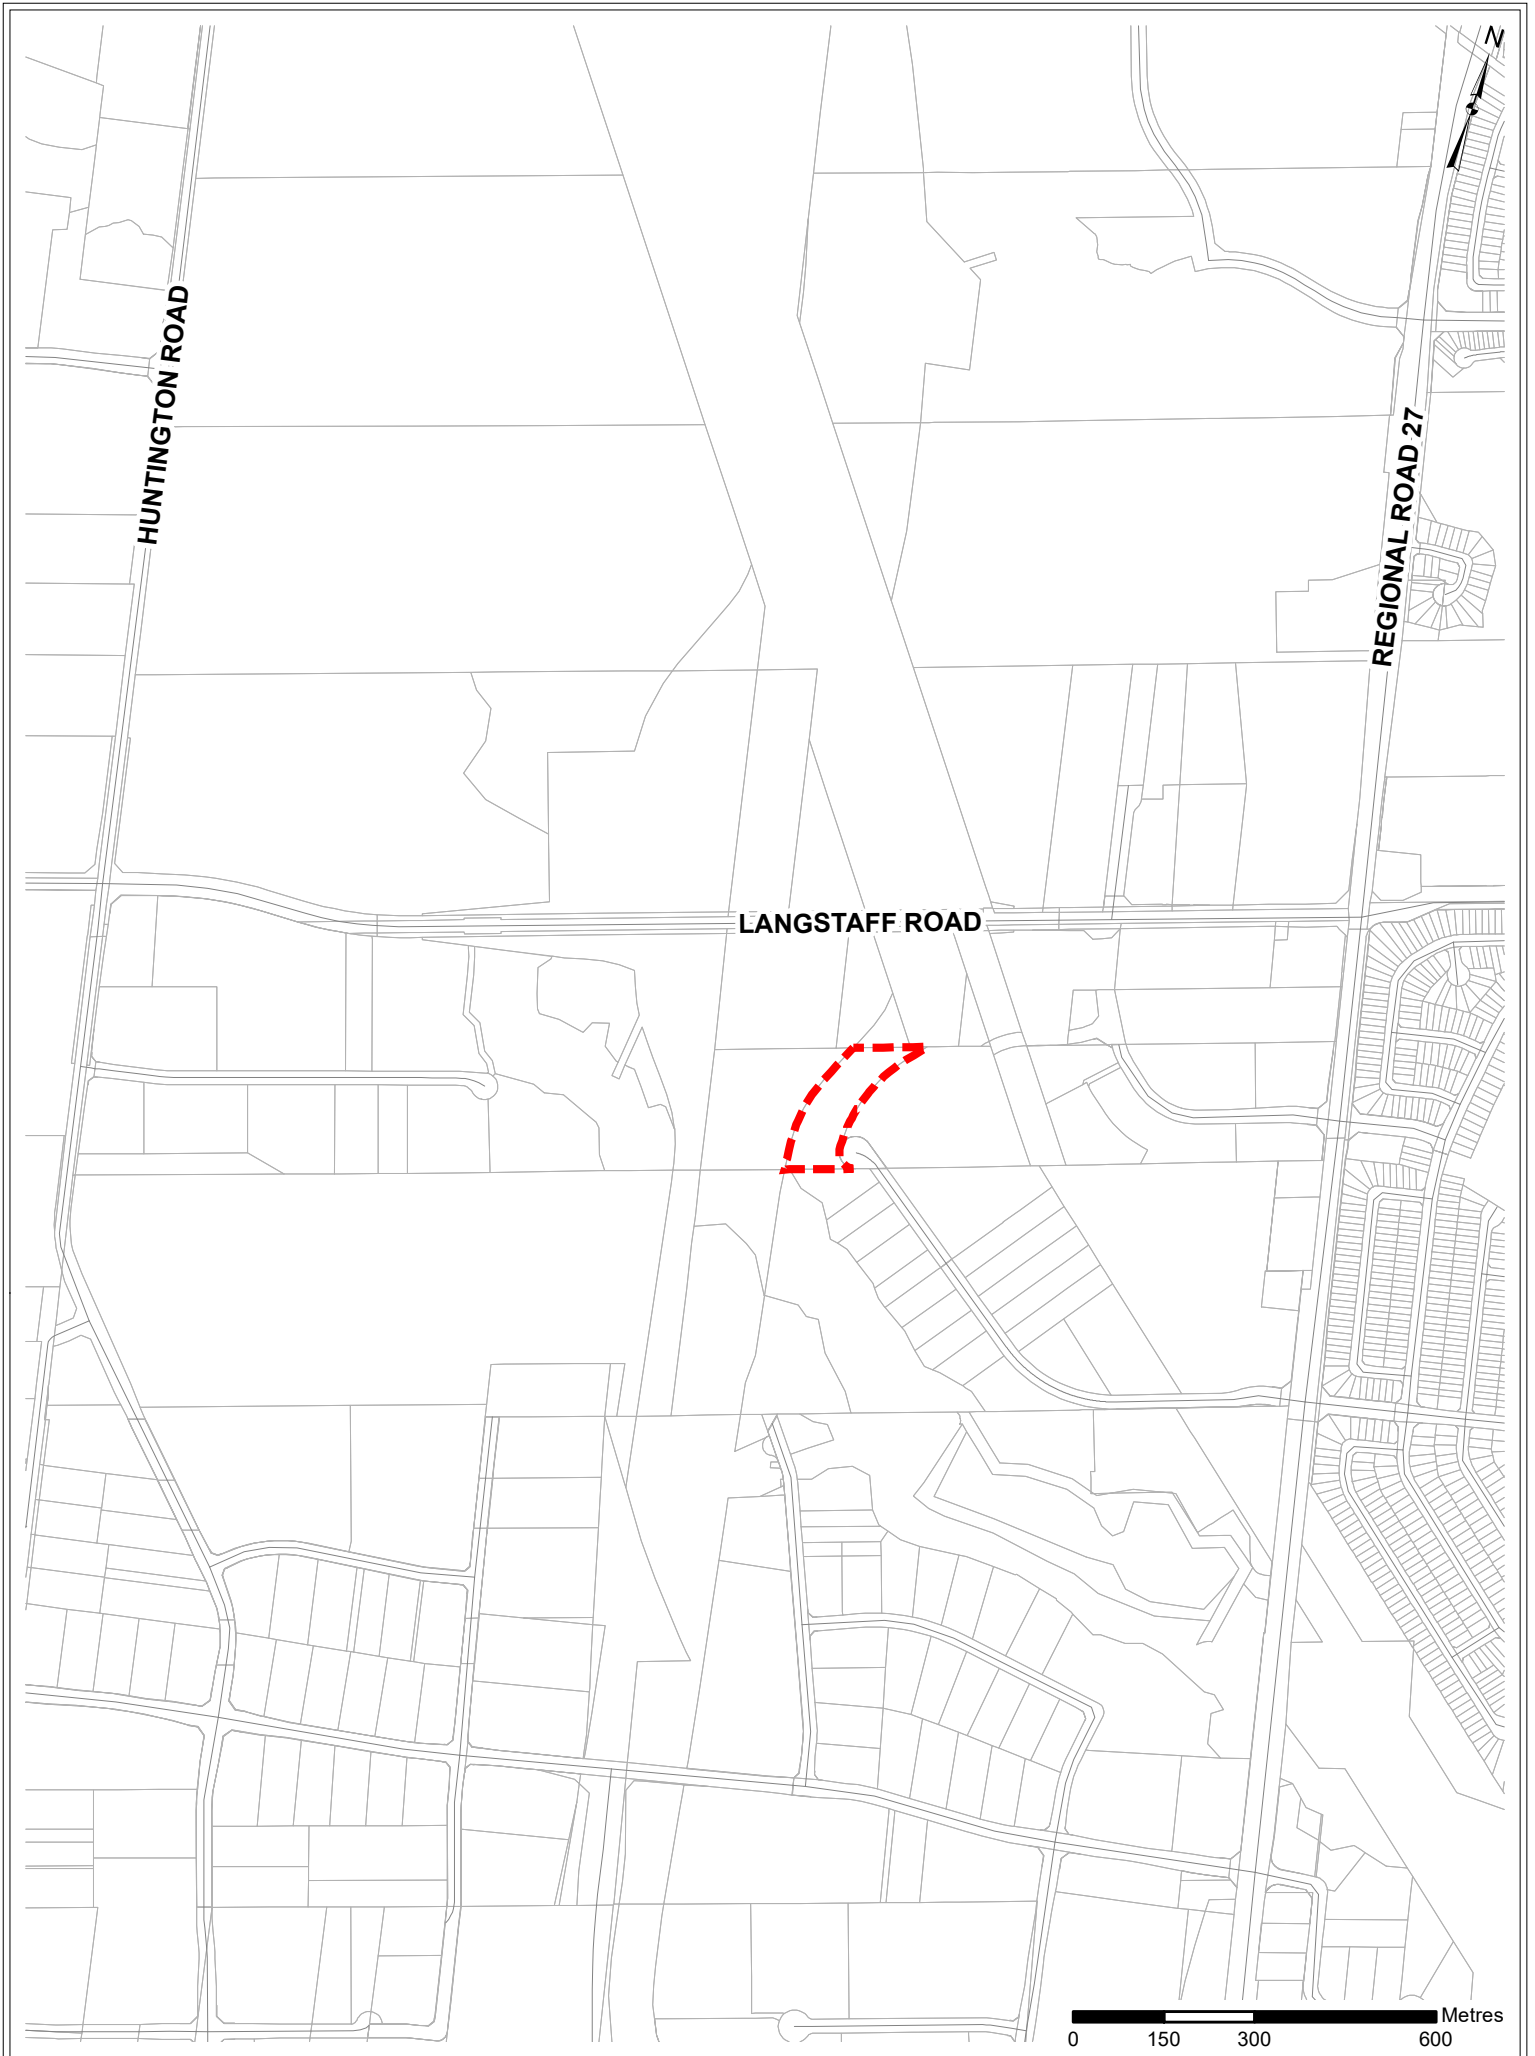 N
HUNTINGTON ROAD
REGIONAL ROAD 27
LANGSTAFF ROAD
Metres
0 150 300 600